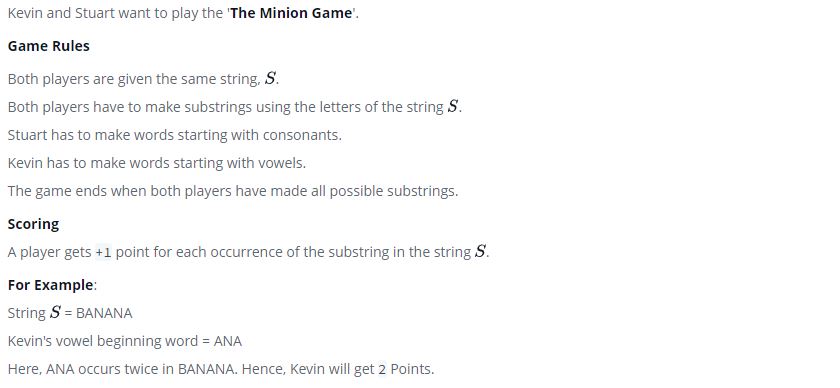 Kevin and Stuart want to play the 'The Minion Game'.
Game Rules
Both players are given the same string, S.
Both players have to make substrings using the letters of the string S.
Stuart has to make words starting with consonants.
Kevin has to make words starting with vowels.
The game ends when both players have made all possible substrings.
Scoring
A player gets +1 point for each occurrence of the substring in the string S.
For Example:
String S = BANANA
Kevin's vowel beginning word = ANA
Here, ANA occurs twice in BANANA. Hence, Kevin will get 2 Points.